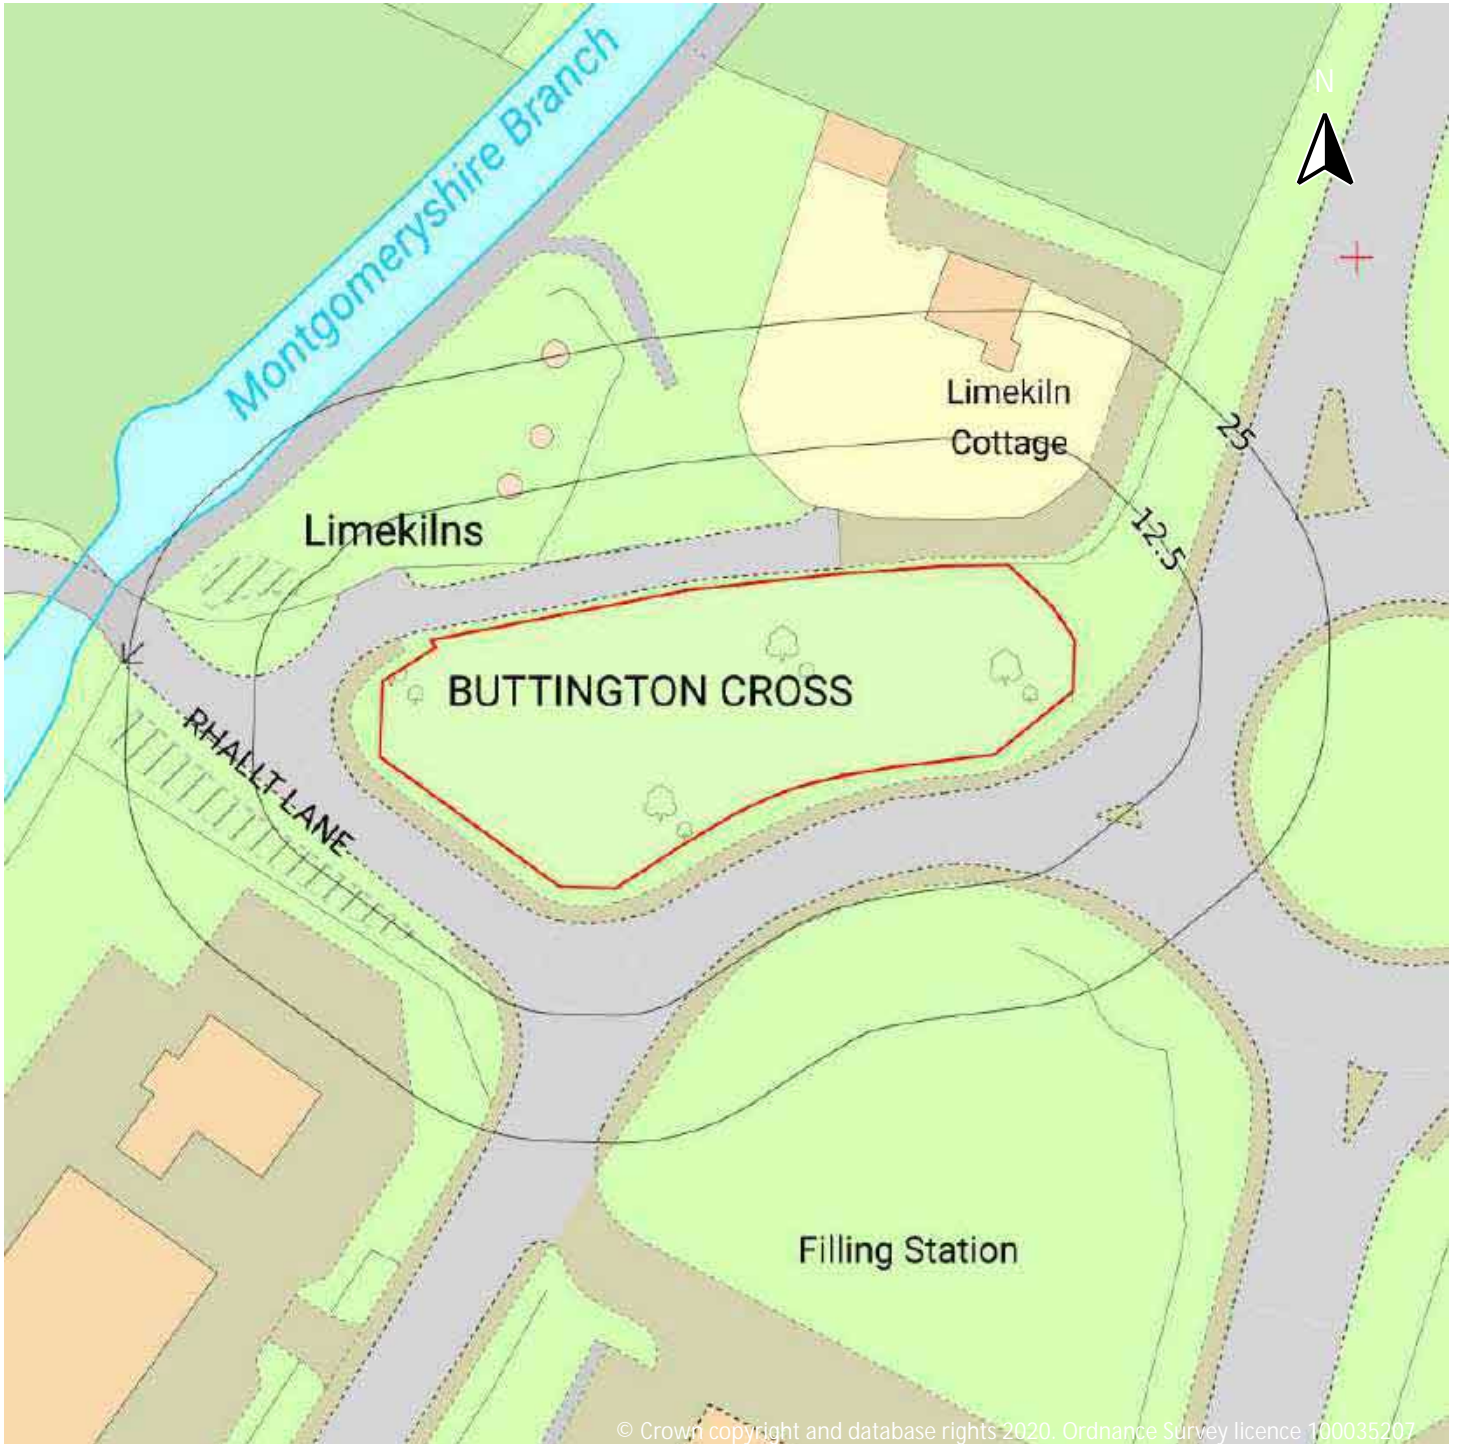 Montgomeryshire Branch
N
Limekiln
Cottage
25
12.5
Limekilns
BUTTINGTON CROSS
RHALLT LANE
Filling Station
© Crown copyright and database rights 2020. Ordnance Survey licence 100035207